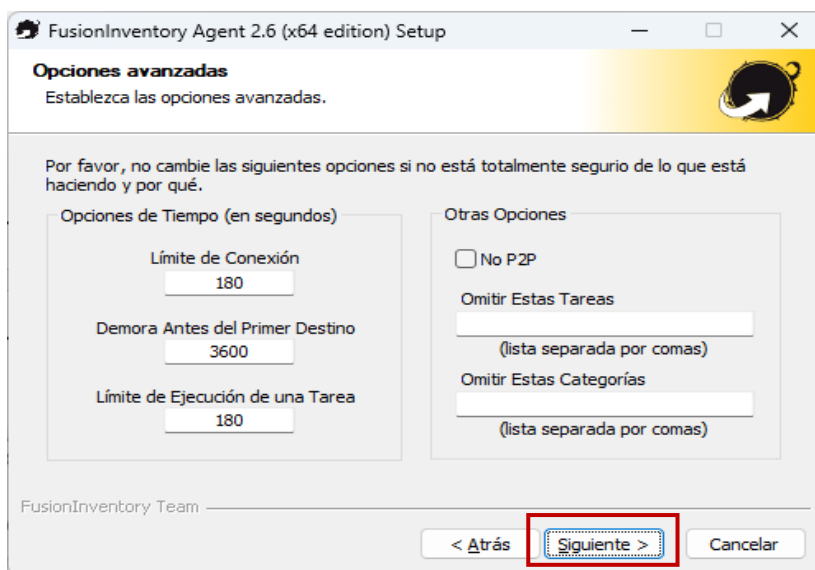 FusionInventory Agent 2.6 (x64 edition) Setup
Opciones avanzadas
Establezca las opciones avanzadas.
Por favor, no cambie las siguientes opciones si no está totalmente segurio de lo que está
haciendo y por qué.
Opciones de Tiempo (en segundos)
Límite de Conexión
180
Demora Antes del Primer Destino
3600
Límite de Ejecución de una Tarea
180
Otras Opciones
No P2P
Omitir Estas Tareas
(lista separada por comas)
Omitir Estas Categorías
(lista separada por comas)
FusionInventory Team
< Atrás
Siguiente >
Cancelar